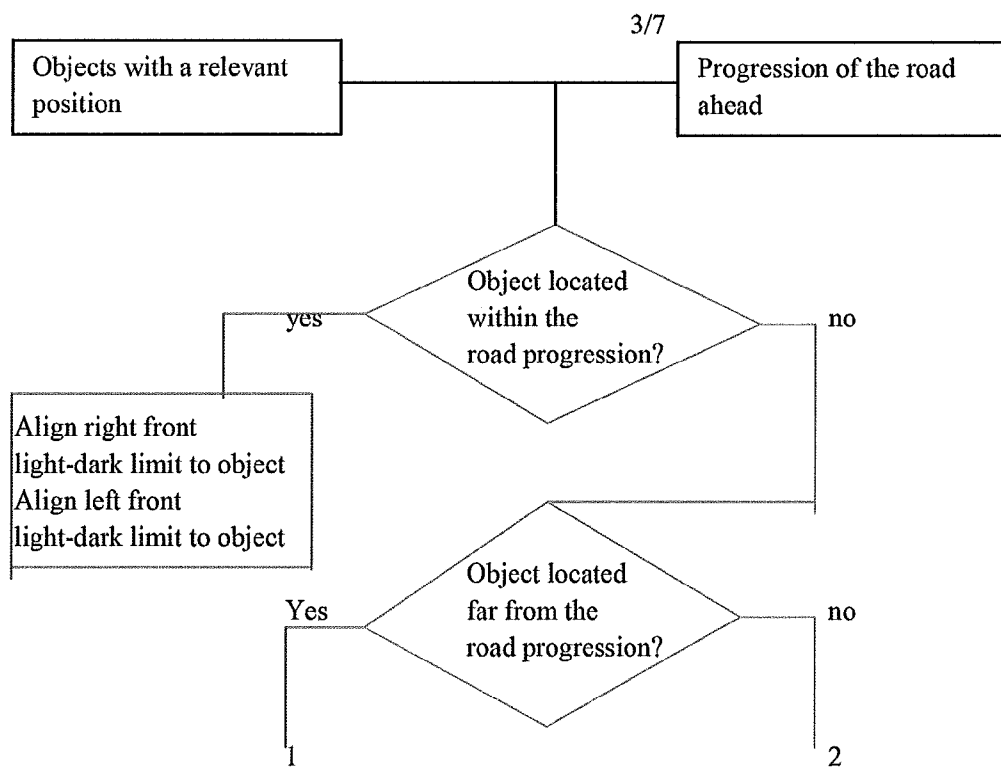 3/7
Objects with a relevant
position
Progression of the road
ahead
Object located
within the
road progression?
yes
no
Align right front
light-dark limit to object
Align left front
light-dark limit to object
Object located
far from the
road progression?
Yes
no
1
2